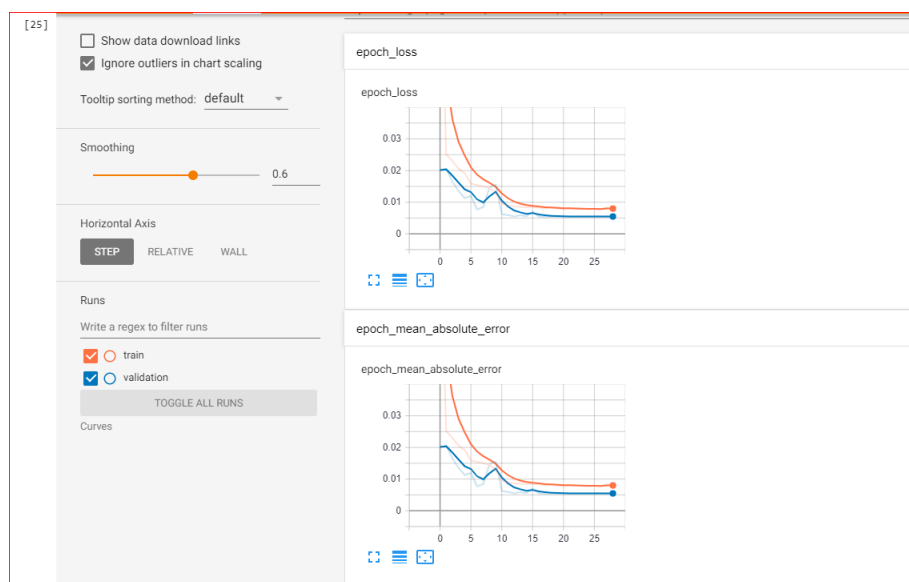 [25]
Show data download links
Ignore outliers in chart scaling
Tooltip sorting method: default
Smoothing
0.6
Horizontal Axis
STEP RELATIVE WALL
Runs
Write a regex to filter runs
train
validation
TOGGLE ALL RUNS
Curves
epoch_loss
epoch_loss
0.03
0.02
0.01
0
0 5 10 15 20 25
epoch_mean_absolute_error
epoch_mean_absolute_error
0.03
0.02
0.01
0
0 5 10 15 20 25